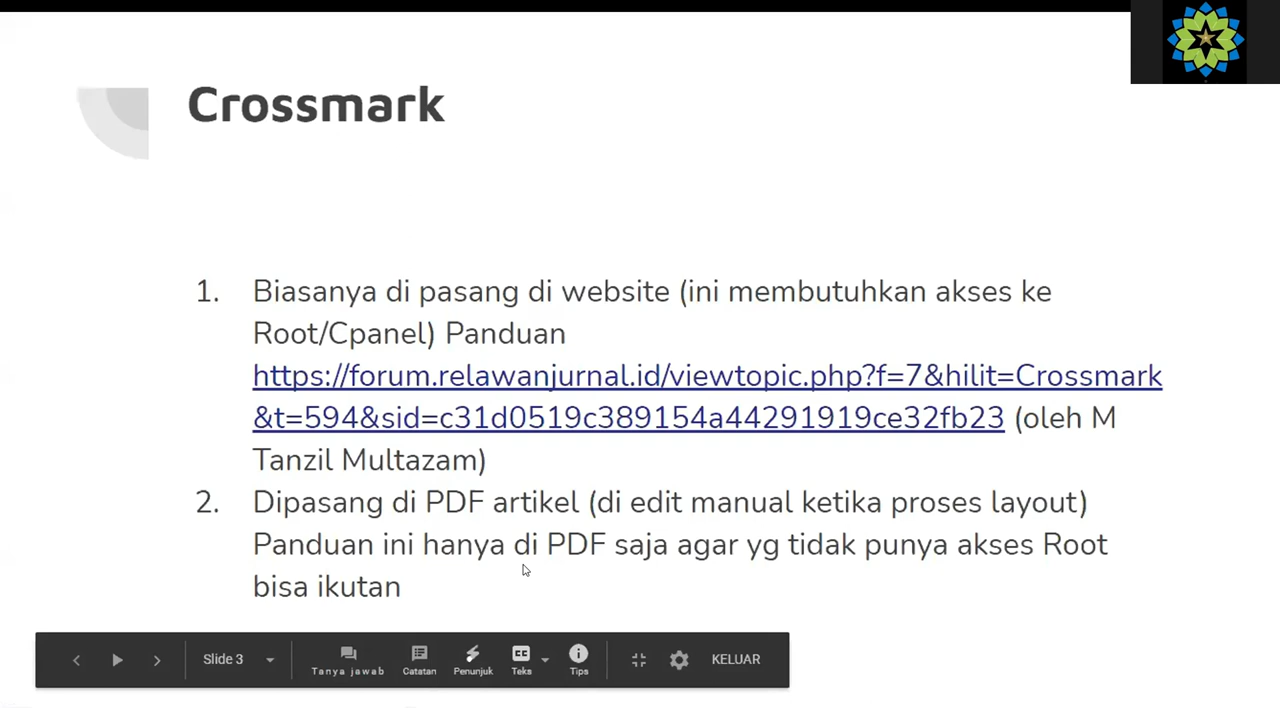 Crossmark
1. Biasanya di pasang di website (ini membutuhkan akses ke
Root/Cpanel) Panduan
https://forum.relawanjurnal.id/viewtopic.php?f=7&hilit=Crossmark
&t=594&sid=c31d0519c389154a44291919ce32fb23 (oleh M
Tanzil Multazam)
2. Dipasang di PDF artikel (di edit manual ketika proses layout)
Panduan ini hanya di PDF saja agar yg tidak punya akses Root
bisa ikutan
Slide 3
Tanya jawab
Catatan
Penunjuk
CC
Teks
Tips
KELUAR